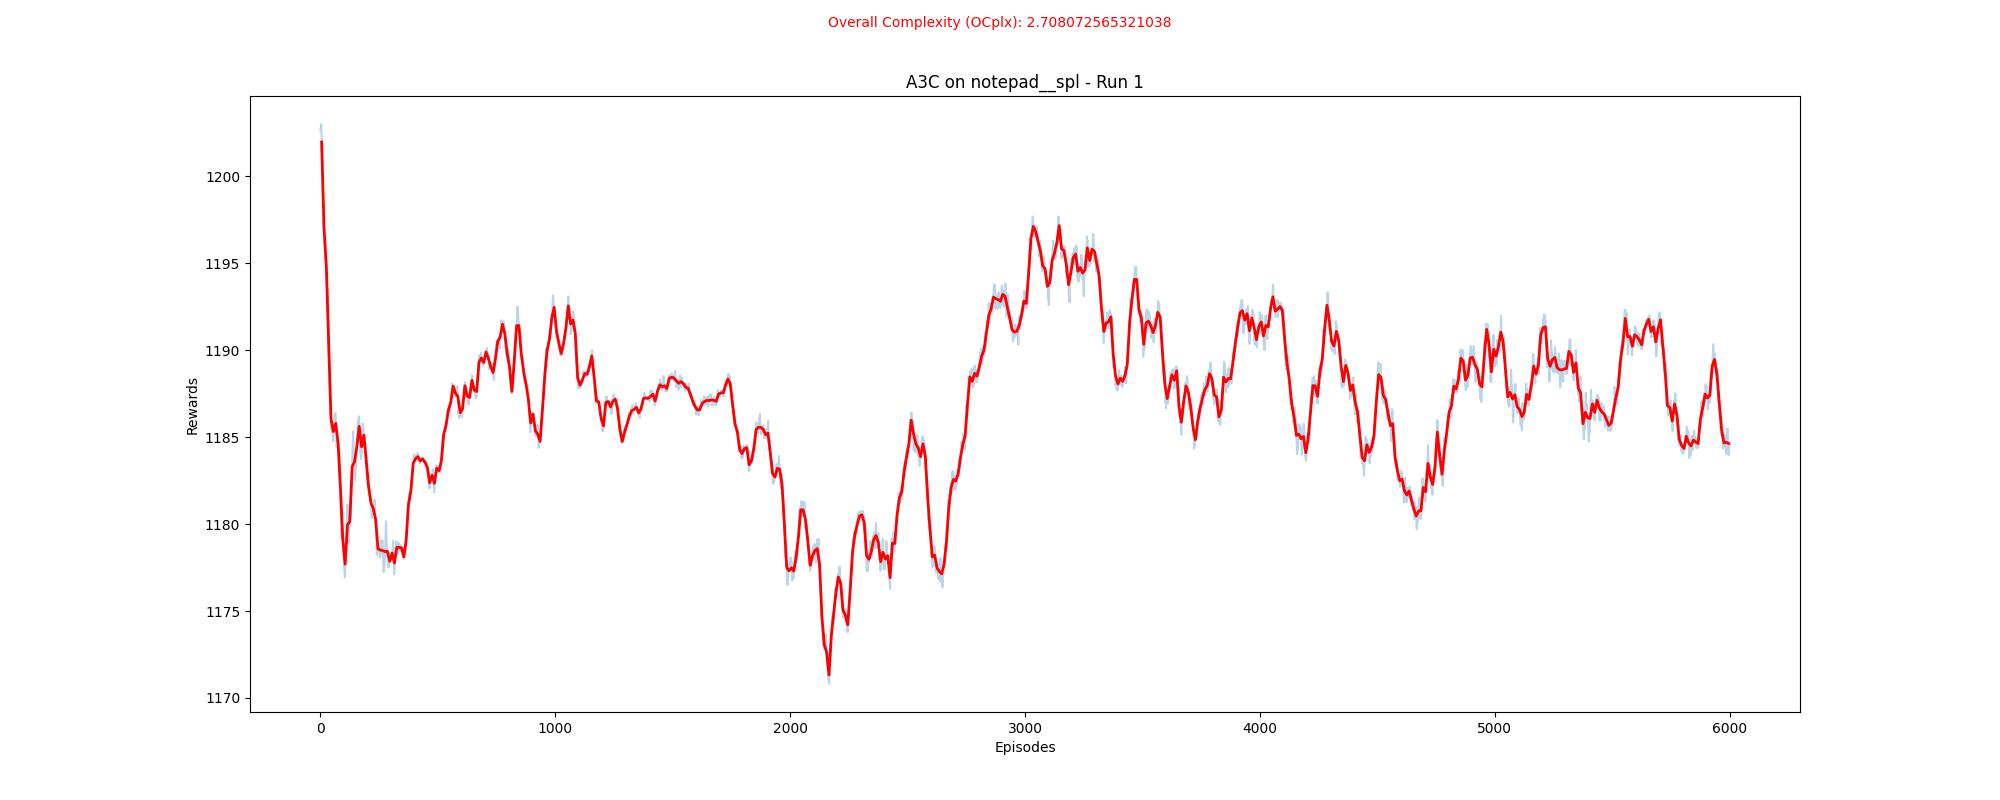 Overall Complexity (OCplx): 2.708072565321038
A3C on notepad__spl - Run 1
Rewards
1200
1195
1190
1185
1180
1175
1170
0 1000 2000 3000 4000 5000 6000
Episodes